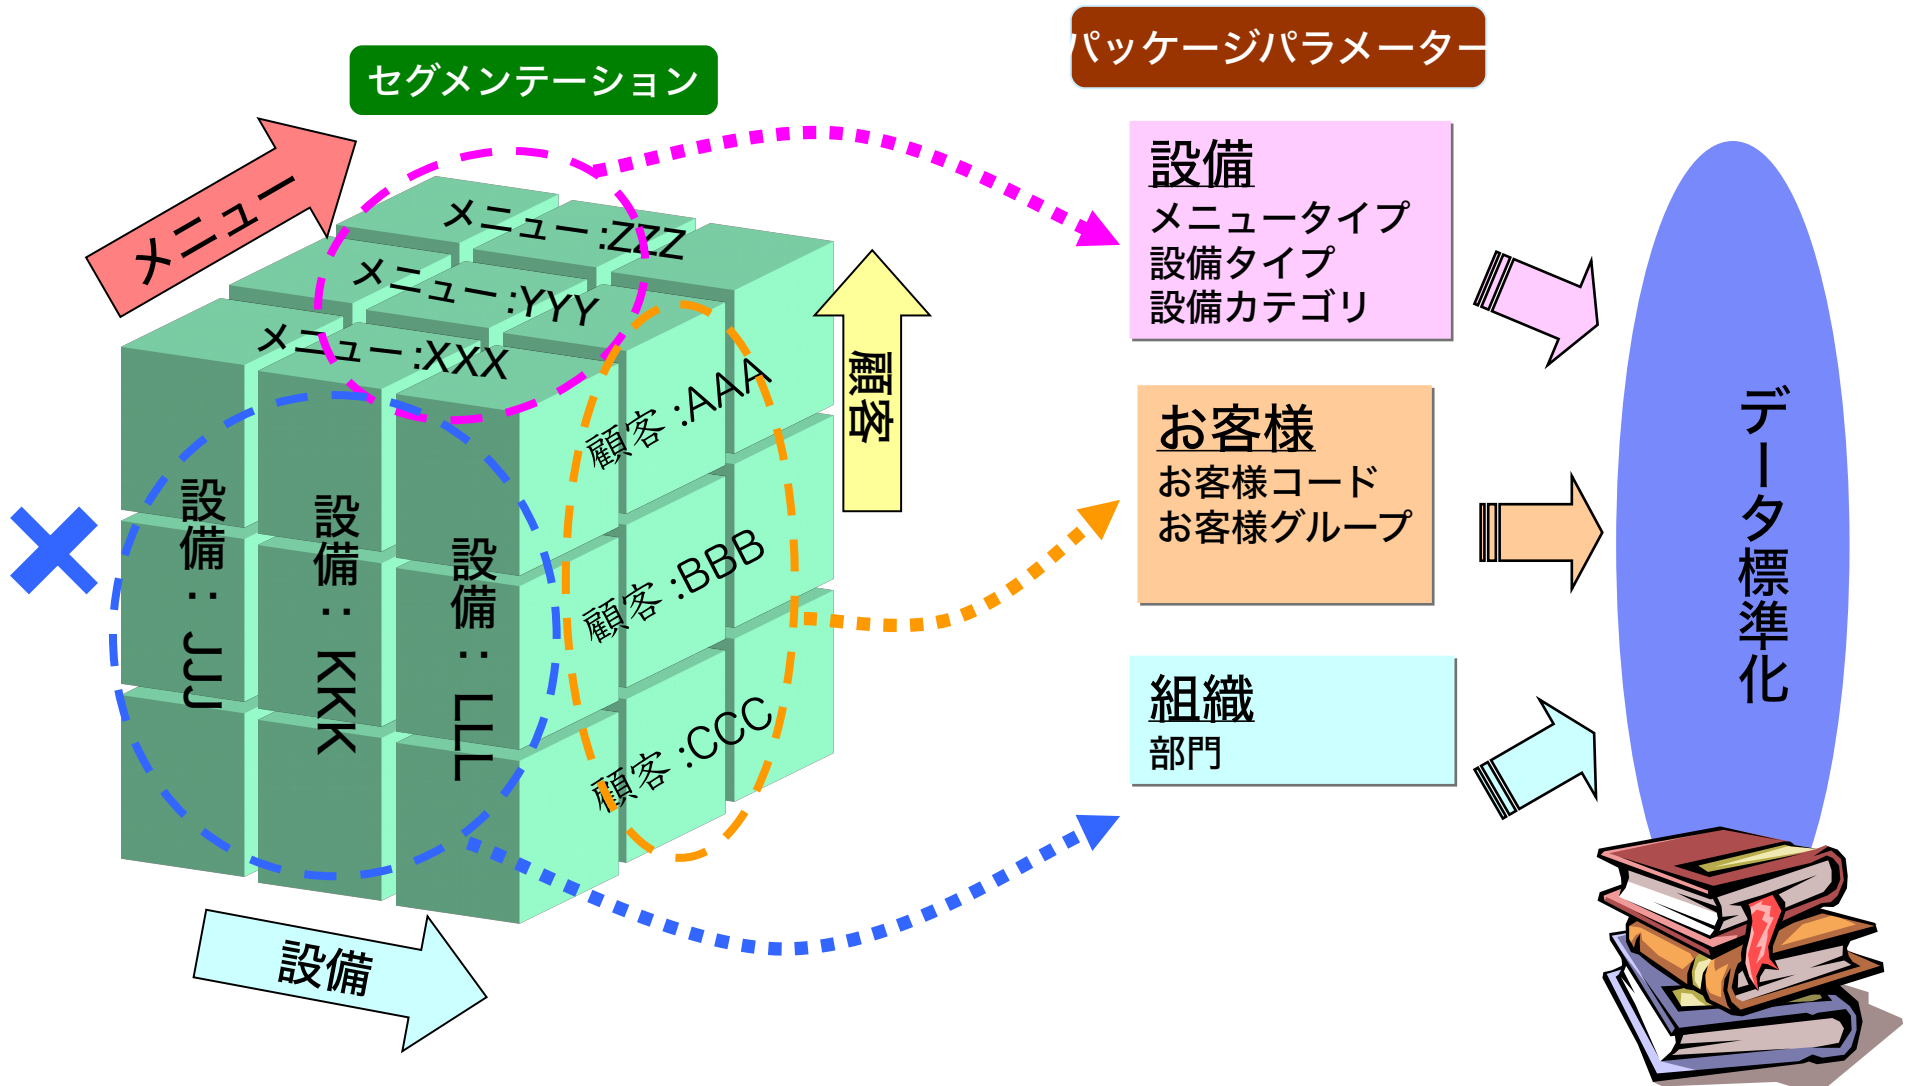 セグメンテーション
パッケージパラメーター
メニュー
メニュー:ZZZ
メニュー:YYY
メニュー:XXX
顧客
顧客:AAA
顧客:BBB
顧客:CCC
設備:JJJ
設備:KKK
設備:LLL
設備
設備
メニュータイプ
設備タイプ
設備カテゴリ
お客様
お客様コード
お客様グループ
組織
部門
データ標準化